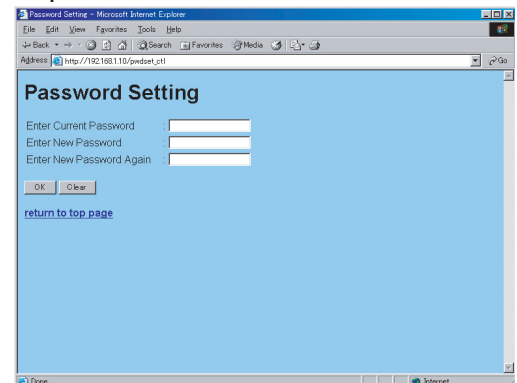 Password Setting - Microsoft Internet Explorer
File Edit View Favorites Tools Help
Back Search Favorites Media
Address http://192.168.1.10/pwdset_ctl Go
Password Setting
Enter Current Password :
Enter New Password :
Enter New Password Again :
OK Clear
return to top page
Done Internet